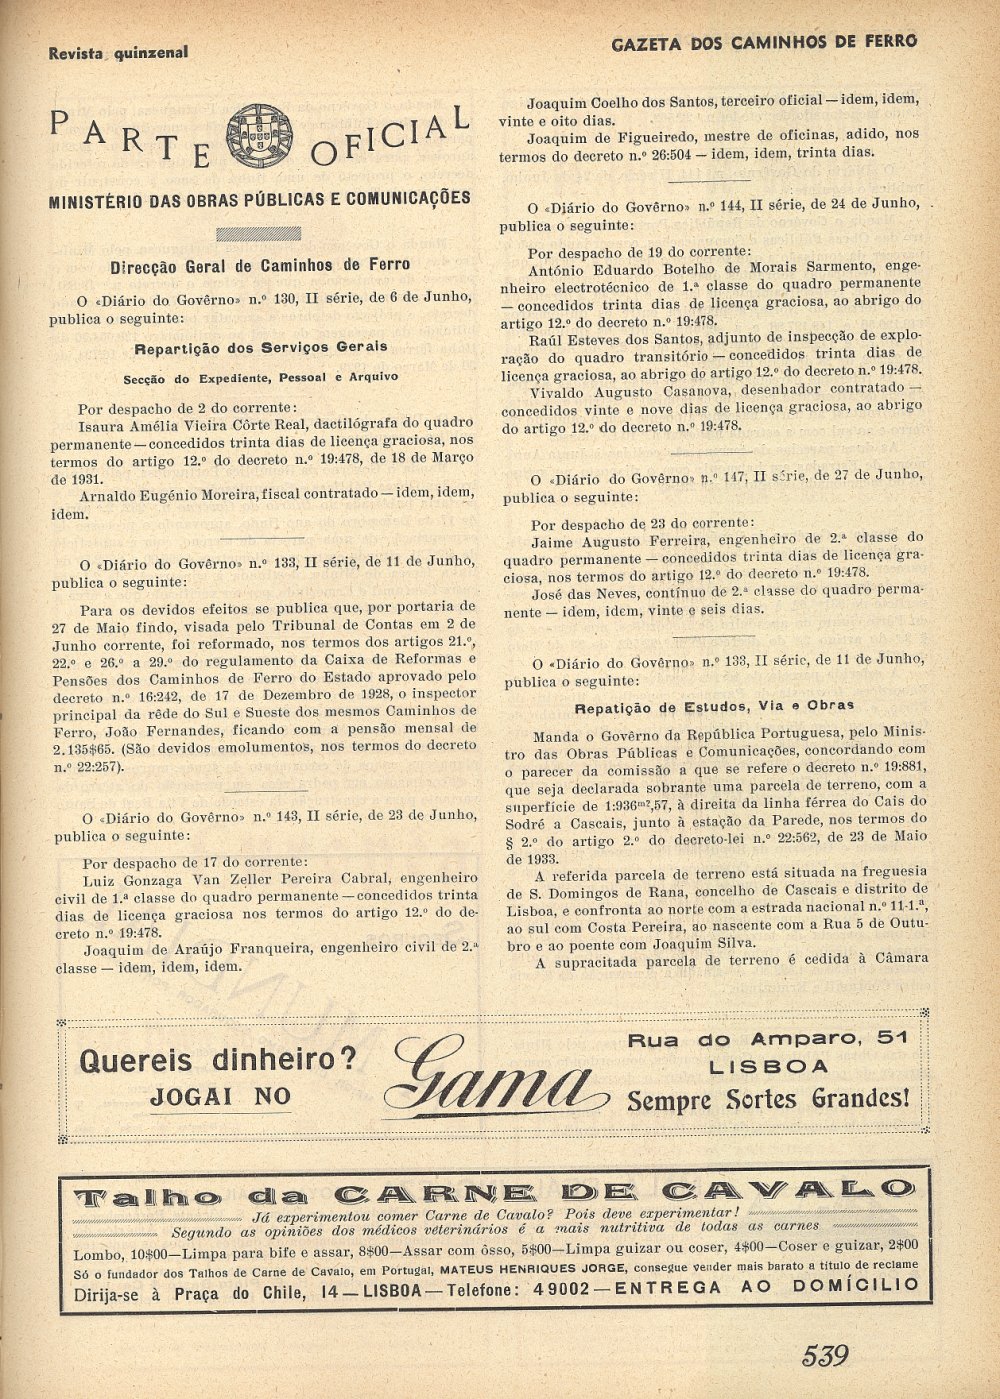 Revista quinzenal
GAZETA DOS CAMINHOS DE FERRO
PARTE OFICIAL
MINISTÉRIO DAS OBRAS PÚBLICAS E COMUNICAÇÕES
Direcção Geral de Caminhos de Ferro
O «Diário do Govêrno» n.º 130, II série, de 6 de Junho,
publica o seguinte:
Repartição dos Serviços Gerais
Secção do Expediente, Pessoal e Arquivo
Por despacho de 2 do corrente:
Isaura Amélia Vieira Côrte Real, dactilógrafa do quadro
permanente — concedidos trinta dias de licença graciosa, nos
termos do artigo 12.º do decreto n.º 19:478, de 18 de Março
de 1931.
Arnaldo Eugénio Moreira, fiscal contratado — idem, idem,
idem.
O «Diário do Govêrno» n.º 133, II série, de 11 de Junho,
publica o seguinte:
Para os devidos efeitos se publica que, por portaria de
27 de Maio findo, visada pelo Tribunal de Contas em 2 de
Junho corrente, foi reformado, nos termos dos artigos 21.º,
22.º e 26.º a 29.º do regulamento da Caixa de Reformas e
Pensões dos Caminhos de Ferro do Estado aprovado pelo
decreto n.º 16:242, de 17 de Dezembro de 1928, o inspector
principal da rêde do Sul e Sueste dos mesmos Caminhos de
Ferro, João Fernandes, ficando com a pensão mensal de
2.135$65. (São devidos emolumentos, nos termos do decreto
n.º 22:257).
O «Diário do Govêrno» n.º 143, II série, de 23 de Junho,
publica o seguinte:
Por despacho de 17 do corrente:
Luiz Gonzaga Van Zeller Pereira Cabral, engenheiro
civil de 1.ª classe do quadro permanente — concedidos trinta
dias de licença graciosa nos termos do artigo 12.º do de-
creto n.º 19:478.
Joaquim de Araújo Franqueira, engenheiro civil de 2.ª
classe — idem, idem, idem.
Joaquim Coelho dos Santos, terceiro oficial — idem, idem,
vinte e oito dias.
Joaquim de Figueiredo, mestre de oficinas, adido, nos
termos do decreto n.º 26:504 — idem, idem, trinta dias.
O «Diário do Govêrno» n.º 144, II série, de 24 de Junho,
publica o seguinte:
Por despacho de 19 do corrente:
António Eduardo Botelho de Morais Sarmento, enge-
nheiro electrotécnico de 1.ª classe do quadro permanente
— concedidos trinta dias de licença graciosa, ao abrigo do
artigo 12.º do decreto n.º 19:478.
Raúl Esteves dos Santos, adjunto de inspecção de explo-
ração do quadro transitório — concedidos trinta dias de
licença graciosa, ao abrigo do artigo 12.º do decreto n.º 19:478.
Vivaldo Augusto Casanova, desenhador contratado —
concedidos vinte e nove dias de licença graciosa, ao abrigo
do artigo 12.º do decreto n.º 19:478.
O «Diário do Govêrno» n.º 147, II série, de 27 de Junho,
publica o seguinte:
Por despacho de 23 do corrente:
Jaime Augusto Ferreira, engenheiro de 2.ª classe do
quadro permanente — concedidos trinta dias de licença gra-
ciosa, nos termos do artigo 12.º do decreto n.º 19:478.
José das Neves, contínuo de 2.ª classe do quadro perma-
nente — idem, idem, vinte e seis dias.
O «Diário do Govêrno» n.º 133, II série, de 11 de Junho,
publica o seguinte:
Repatição de Estudos, Via e Obras
Manda o Govêrno da República Portuguesa, pelo Minis-
tro das Obras Públicas e Comunicações, concordando com
o parecer da comissão a que se refere o decreto n.º 19:881,
que seja declarada sobrante uma parcela de terreno, com a
superfície de 1:936ᵐ²,57, à direita da linha férrea do Cais do
Sodré a Cascais, junto à estação da Parede, nos termos do
§ 2.º do artigo 2.º do decreto-lei n.º 22:562, de 23 de Maio
de 1933.
A referida parcela de terreno está situada na freguesia
de S. Domingos de Rana, concelho de Cascais e distrito de
Lisboa, e confronta ao norte com a estrada nacional n.º 11-1.ª,
ao sul com Costa Pereira, ao nascente com a Rua 5 de Outu-
bro e ao poente com Joaquim Silva.
A supracitada parcela de terreno é cedida à Câmara
Quereis dinheiro?
JOGAI NO
Gama
Rua do Amparo, 51
LISBOA
Sempre Sortes Grandes!
Talho da CARNE DE CAVALO
Já experimentou comer Carne de Cavalo? Pois deve experimentar!
Segundo as opiniões dos médicos veterinários é a mais nutritiva de todas as carnes
Lombo, 10$00—Limpa para bife e assar, 8$00—Assar com ôsso, 5$00—Limpa guizar ou coser, 4$00—Coser e guizar, 2$00
Só o fundador dos Talhos de Carne de Cavalo, em Portugal, MATEUS HENRIQUES JORGE, consegue vender mais barato a título de reclame
Dirija-se à Praça do Chile, 14—LISBOA—Telefone: 49002—ENTREGA AO DOMÍCILIO
539